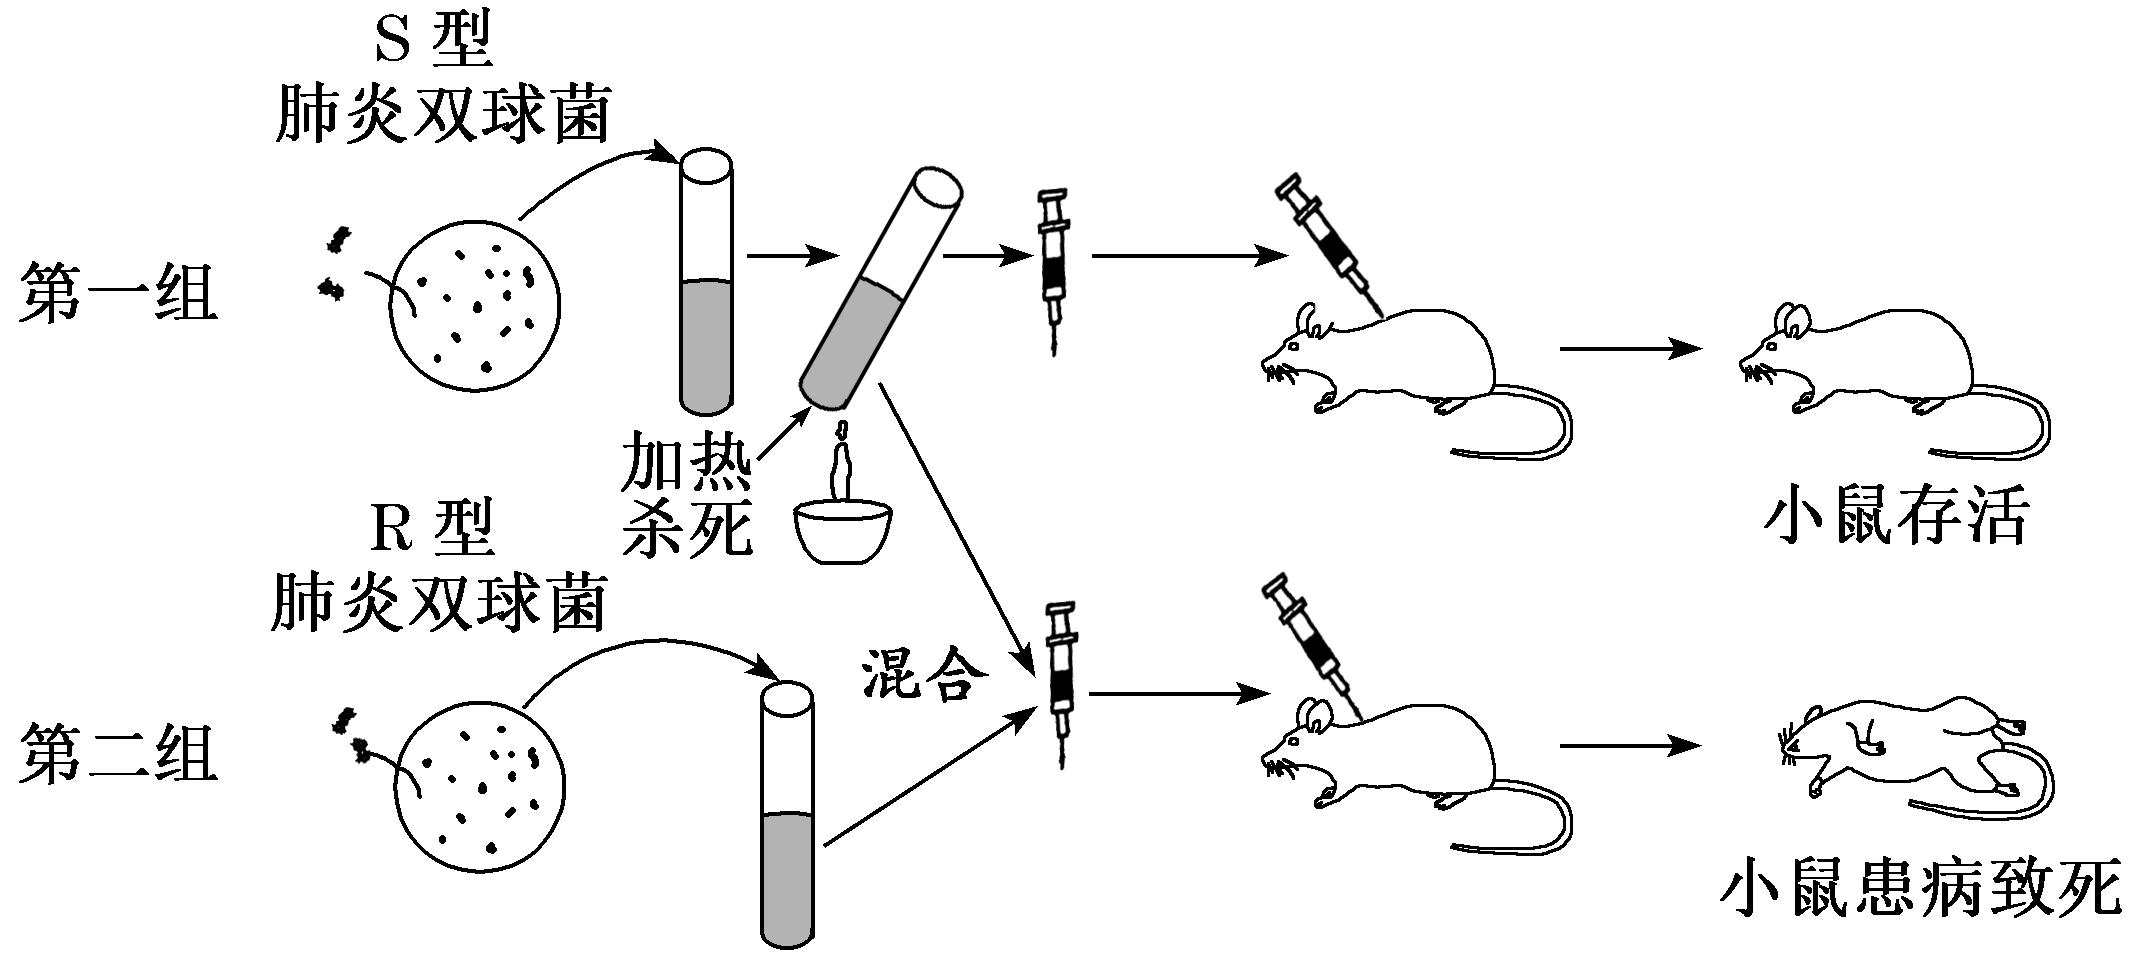 S 型
肺炎双球菌
第一组
加热
杀死
小鼠存活
R 型
肺炎双球菌
混合
第二组
小鼠患病致死